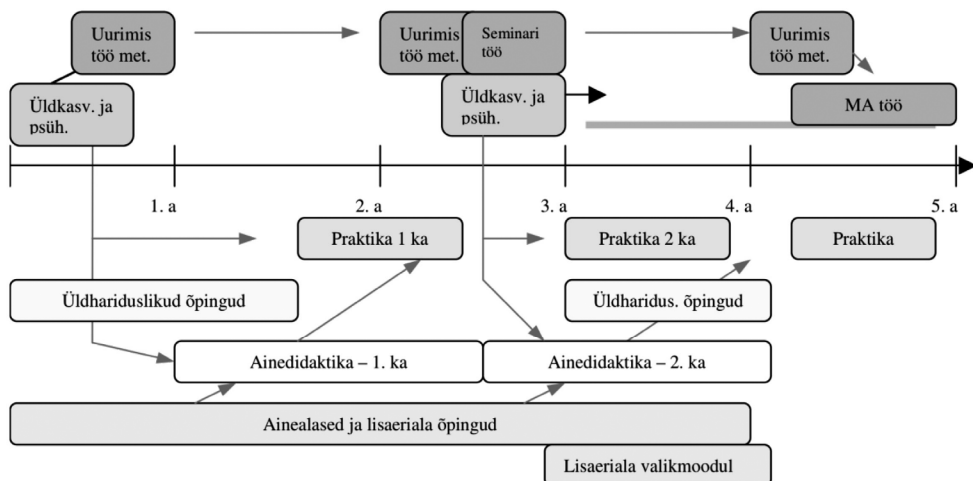 Uurimis
töö met.
Uurimis
töö met.
Seminari
töö
Uurimis
töö met.
Üldkasv. ja
psüh.
Üldkasv. ja
psüh.
MA töö
1. a
2. a
3. a
4. a
5. a
Praktika 1 ka
Praktika 2 ka
Praktika
Üldhariduslikud õpingud
Üldharidus. õpingud
Ainedidaktika – 1. ka
Ainedidaktika – 2. ka
Ainealased ja lisaeriala õpingud
Lisaeriala valikmoodul